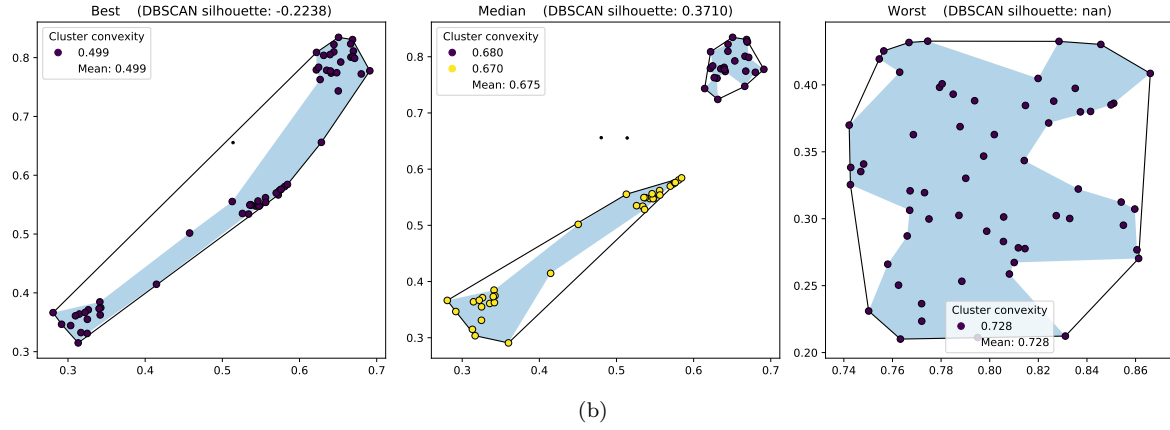 Best (DBSCAN silhouette: -0.2238)
Cluster convexity
0.499
Mean: 0.499
0.8
0.7
0.6
0.5
0.4
0.3
0.3 0.4 0.5 0.6 0.7
Median (DBSCAN silhouette: 0.3710)
Cluster convexity
0.680
0.670
Mean: 0.675
0.8
0.7
0.6
0.5
0.4
0.3
0.3 0.4 0.5 0.6 0.7
Worst (DBSCAN silhouette: nan)
0.40
0.35
0.30
0.25
0.20
Cluster convexity
0.728
Mean: 0.728
0.74 0.76 0.78 0.80 0.82 0.84 0.86
(b)